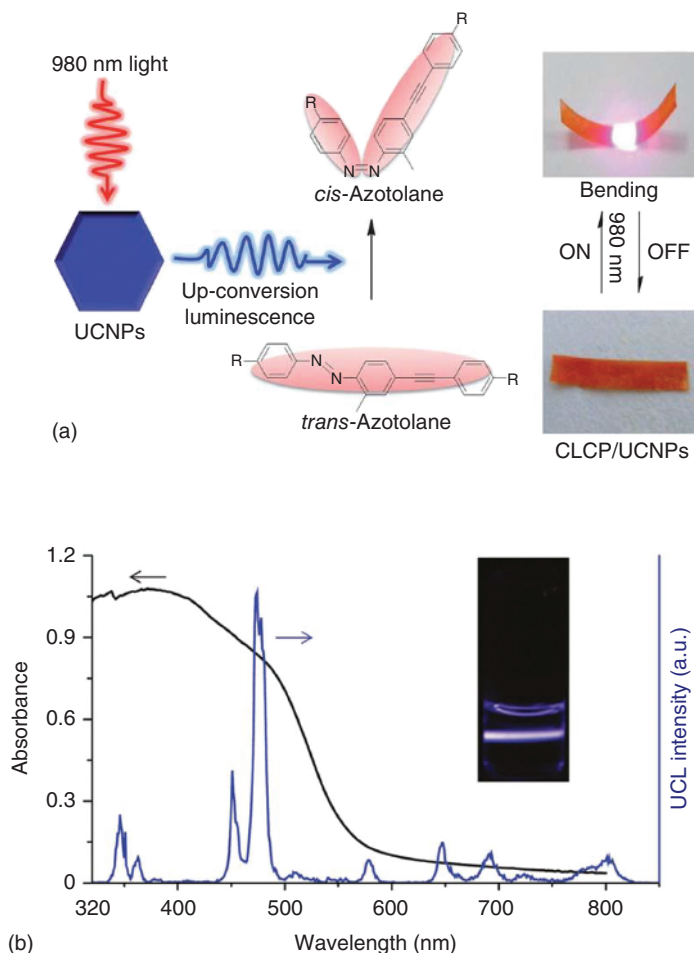 980 nm light
UCNPs
Up-conversion
luminescence
R
R
N=N
cis-Azotolane
R
N
N
R
trans-Azotolane
Bending
ON
980 nm
OFF
CLCP/UCNPs
(a)
1.2
0.9
0.6
0.3
0
Absorbance
UCL intensity (a.u.)
320
400
500
600
700
800
Wavelength (nm)
(b)